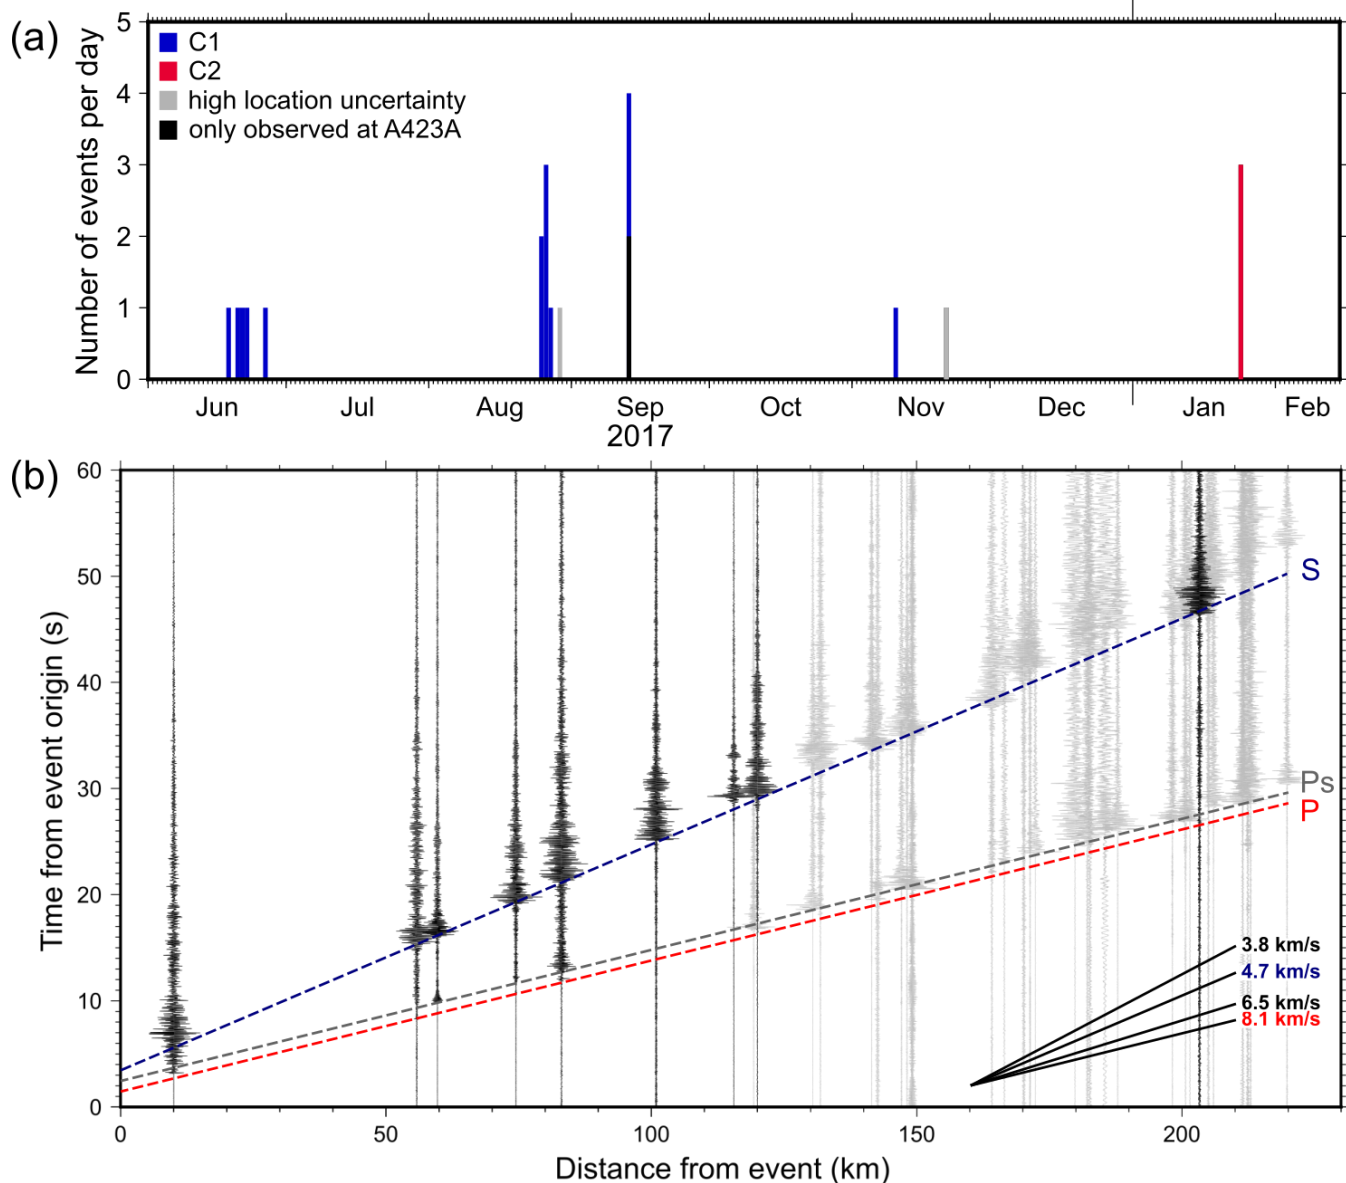 (a)
Number of events per day
5
4
3
2
1
0
C1
C2
high location uncertainty
only observed at A423A
Jun Jul Aug Sep Oct Nov Dec Jan Feb
2017
(b)
Time from event origin (s)
60
50
40
30
20
10
0
S
Ps
P
3.8 km/s
4.7 km/s
6.5 km/s
8.1 km/s
0 50 100 150 200
Distance from event (km)